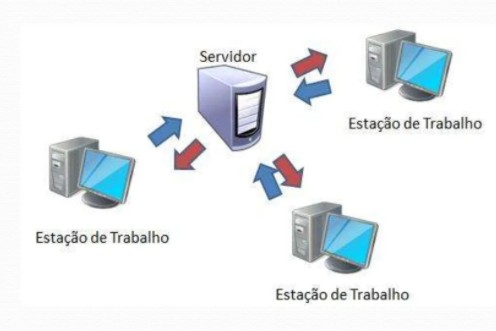 Servidor
Estação de Trabalho
Estação de Trabalho
Estação de Trabalho